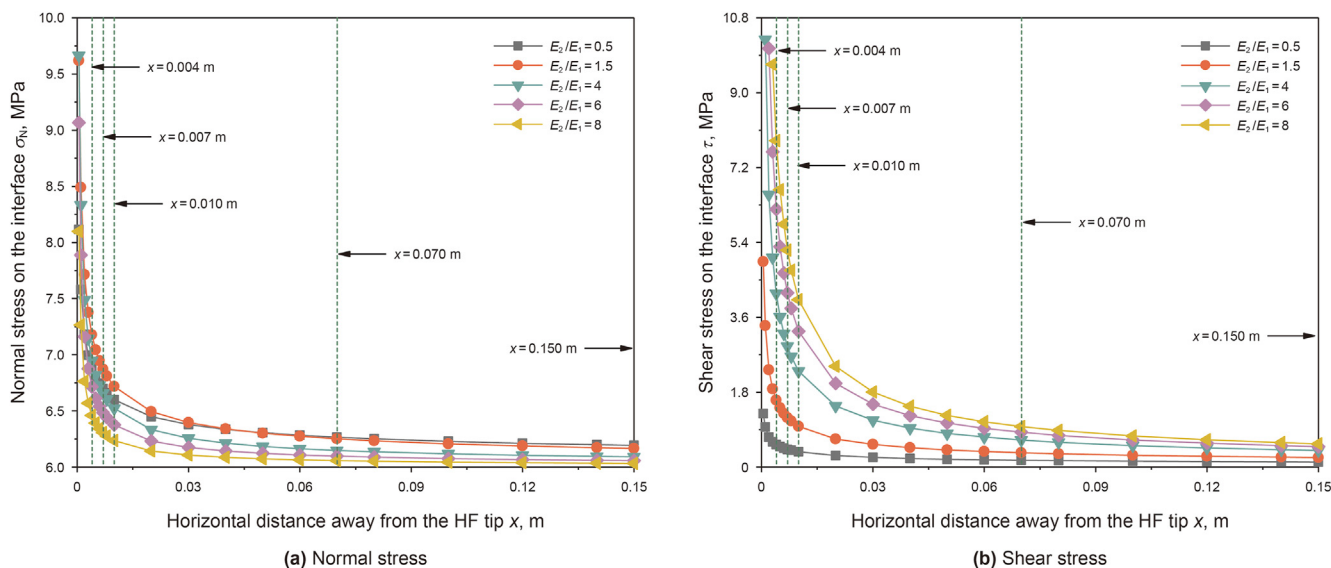 10.0
9.5
9.0
8.5
8.0
7.5
7.0
6.5
6.0
0
0.03
0.06
0.09
0.12
0.15
Normal stress on the interface σN, MPa
Horizontal distance away from the HF tip x, m
x = 0.004 m
x = 0.007 m
x = 0.010 m
x = 0.070 m
x = 0.150 m
E2/E1 = 0.5
E2/E1 = 1.5
E2/E1 = 4
E2/E1 = 6
E2/E1 = 8
(a) Normal stress
10.8
9.0
7.2
5.4
3.6
1.8
0
0
0.03
0.06
0.09
0.12
0.15
Shear stress on the interface τ, MPa
Horizontal distance away from the HF tip x, m
x = 0.004 m
x = 0.007 m
x = 0.010 m
x = 0.070 m
x = 0.150 m
E2/E1 = 0.5
E2/E1 = 1.5
E2/E1 = 4
E2/E1 = 6
E2/E1 = 8
(b) Shear stress